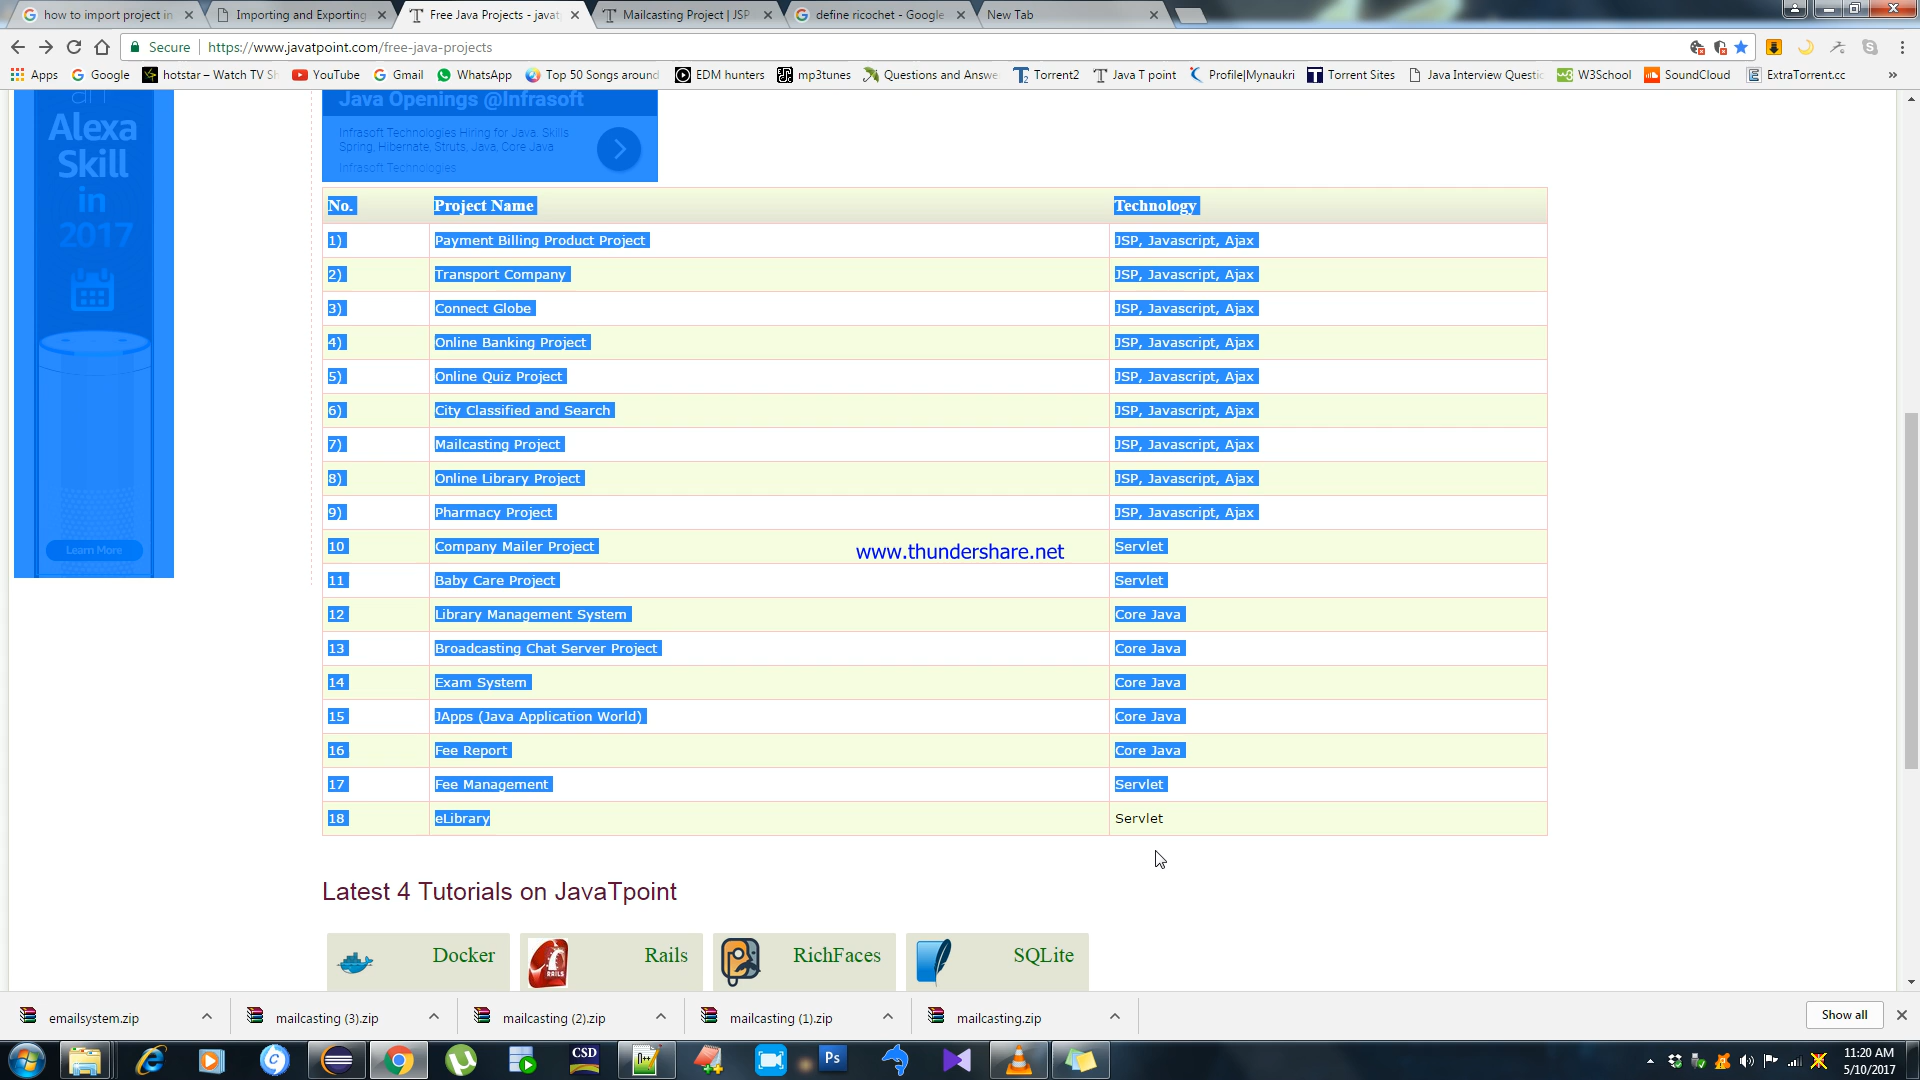 how to import project in
Importing and Exporting
Free Java Projects - javat
Mailcasting Project | JSP
define ricochet - Google
New Tab
Secure
https://www.javatpoint.com/free-java-projects
Apps
Google
hotstar – Watch TV Sh
YouTube
Gmail
WhatsApp
Top 50 Songs around
EDM hunters
mp3tunes
Questions and Answe
Torrent2
Java T point
Profile|Mynaukri
Torrent Sites
Java Interview Questic
W3School
SoundCloud
ExtraTorrent.cc
»
an
Alexa
Skill
in
2017
Learn More
Java Openings @Infrasoft
Infrasoft Technologies Hiring for Java, Skills
Spring, Hibernate, Struts, Java, Core Java
Infrasoft Technologies
No. Project Name Technology
1) Payment Billing Product Project JSP, Javascript, Ajax
2) Transport Company JSP, Javascript, Ajax
3) Connect Globe JSP, Javascript, Ajax
4) Online Banking Project JSP, Javascript, Ajax
5) Online Quiz Project JSP, Javascript, Ajax
6) City Classified and Search JSP, Javascript, Ajax
7) Mailcasting Project JSP, Javascript, Ajax
8) Online Library Project JSP, Javascript, Ajax
9) Pharmacy Project JSP, Javascript, Ajax
10 Company Mailer Project Servlet
www.thundershare.net
11 Baby Care Project Servlet
12 Library Management System Core Java
13 Broadcasting Chat Server Project Core Java
14 Exam System Core Java
15 JApps (Java Application World) Core Java
16 Fee Report Core Java
17 Fee Management Servlet
18 eLibrary Servlet
Latest 4 Tutorials on JavaTpoint
Docker
Rails
RichFaces
SQLite
RAILS
emailsystem.zip
mailcasting (3).zip
mailcasting (2).zip
mailcasting (1).zip
mailcasting.zip
Show all
CSD
Ps
11:20 AM
5/10/2017